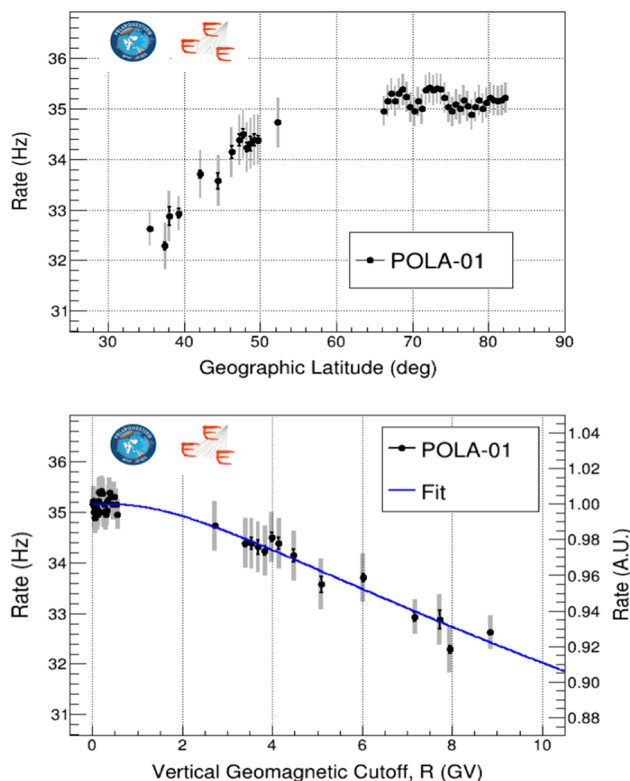 36
35
34
33
32
31
Rate (Hz)
POLA-01
30 40 50 60 70 80 90
Geographic Latitude (deg)
POLA-01
Fit
36
35
34
33
32
31
Rate (Hz)
1.04
1.02
1.00
0.98
0.96
0.94
0.92
0.90
0.88
Rate (A.U.)
0 2 4 6 8 10
Vertical Geomagnetic Cutoff, R (GV)